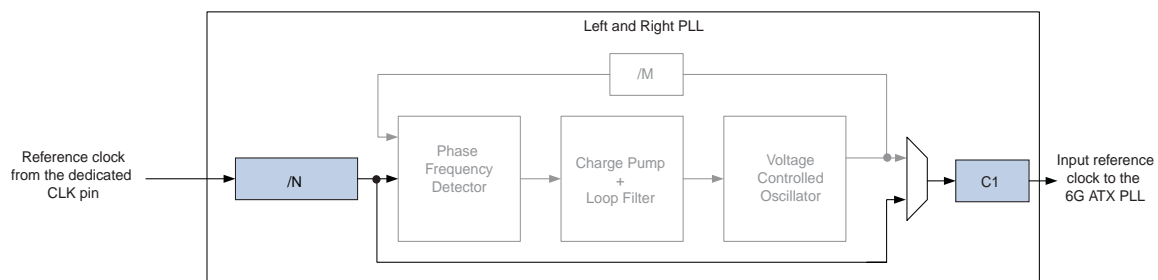 Left and Right PLL
/M
Reference clock
from the dedicated
CLK pin
/N
Phase
Frequency
Detector
Charge Pump
+
Loop Filter
Voltage
Controlled
Oscillator
C1
Input reference
clock to the
6G ATX PLL